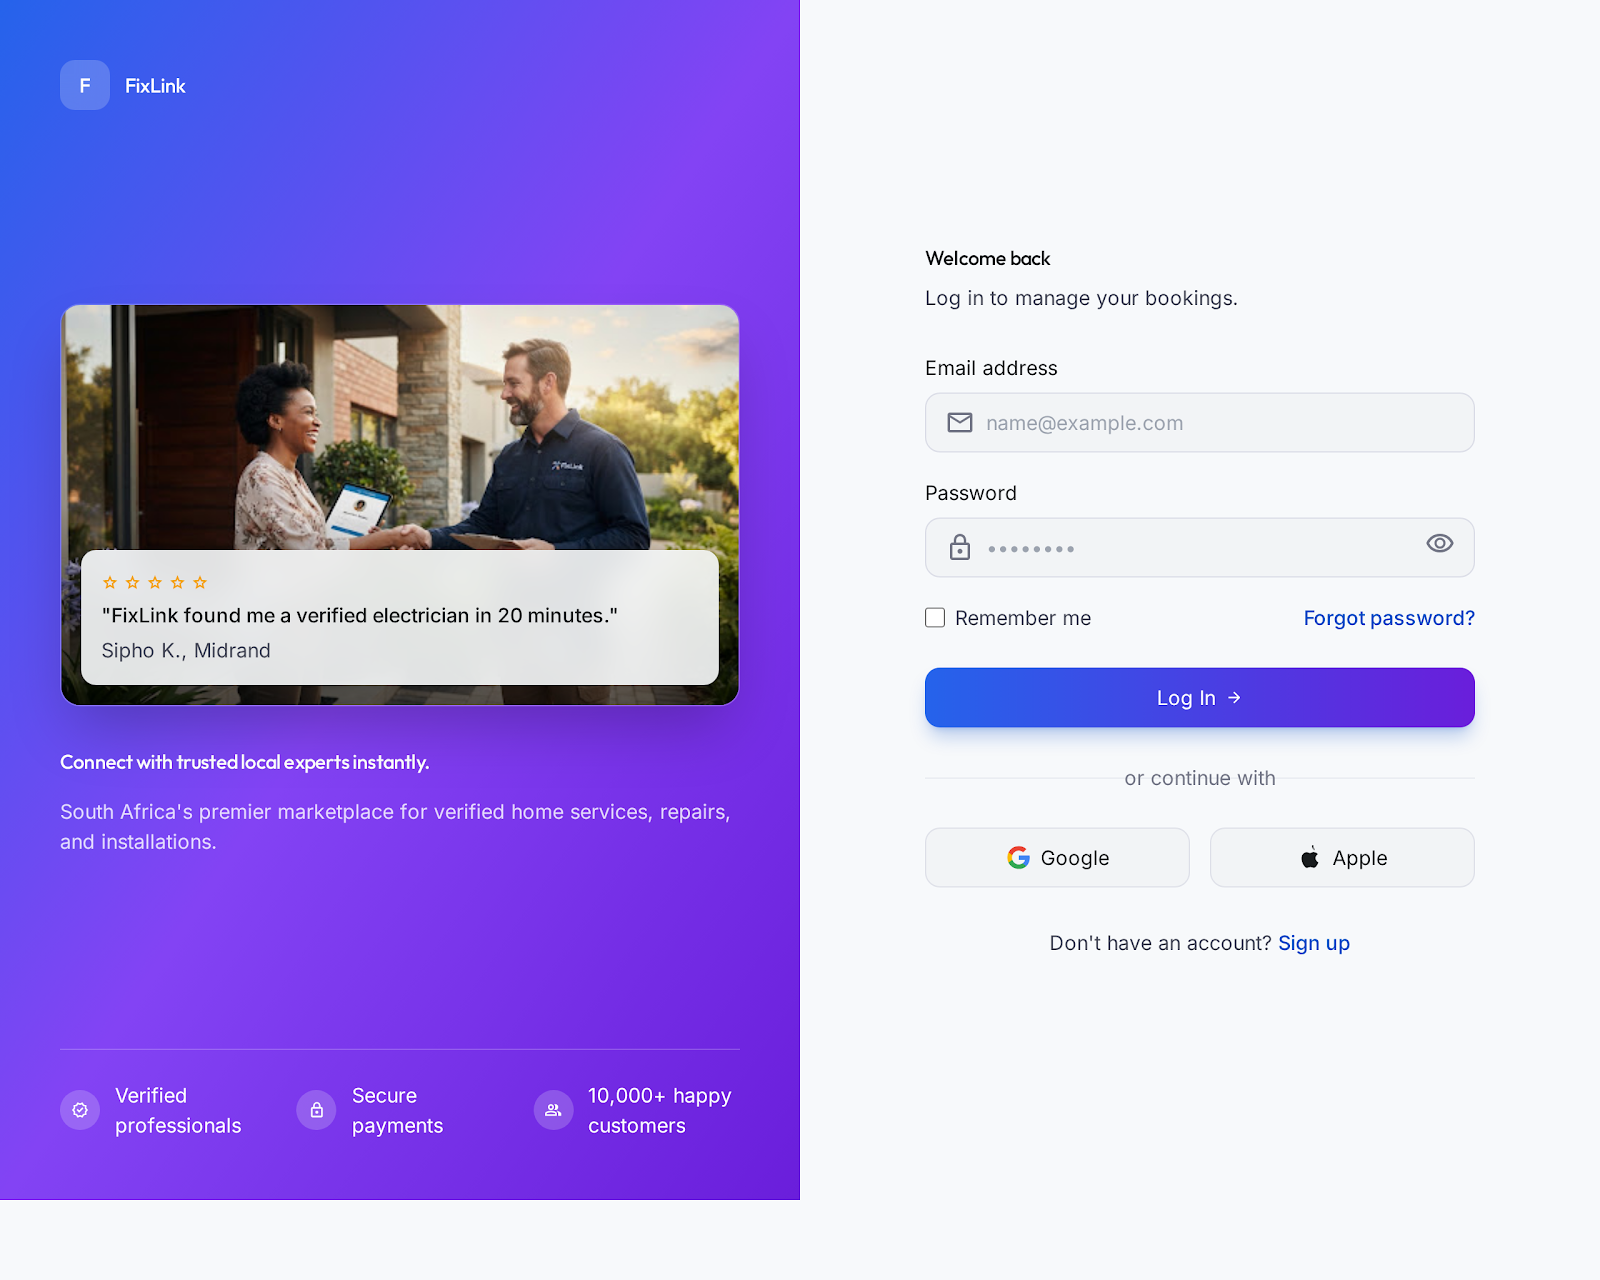 F
FixLink
FixLink
"FixLink found me a verified electrician in 20 minutes."
Sipho K., Midrand
Connect with trusted local experts instantly.
South Africa's premier marketplace for verified home services, repairs,
and installations.
Verified
professionals
Secure
payments
10,000+ happy
customers
Welcome back
Log in to manage your bookings.
Email address
name@example.com
Password
Remember me
Forgot password?
Log In →
or continue with
Google
Apple
Don't have an account? Sign up